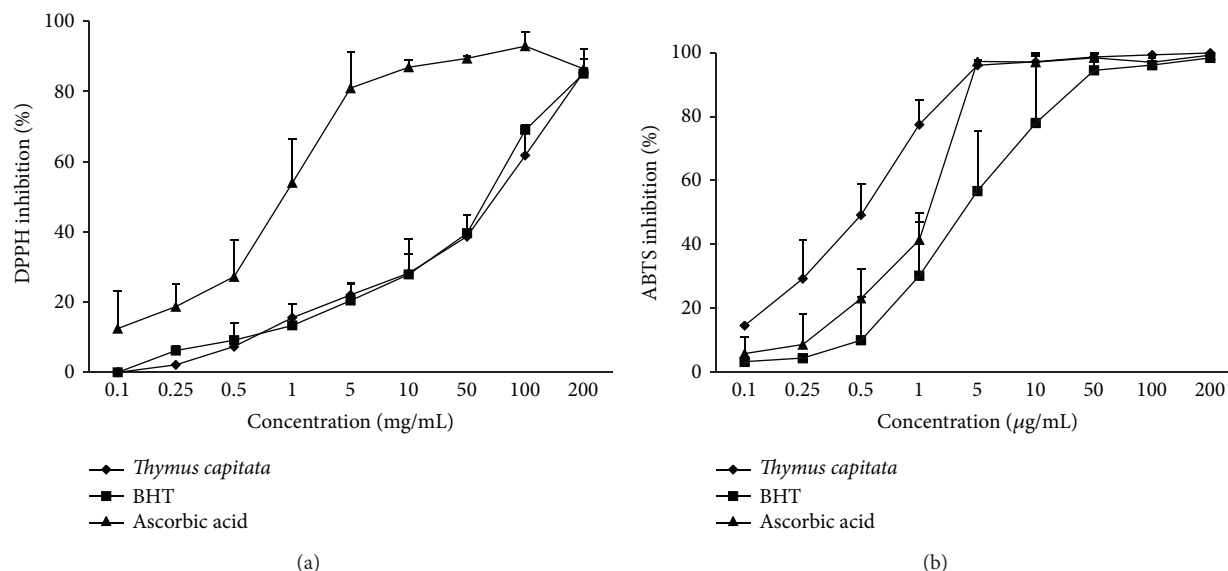 100
80
60
40
20
0
DPPH inhibition (%)
0.1 0.25 0.5 1 5 10 50 100 200
Concentration (mg/mL)
Thymus capitata
BHT
Ascorbic acid
(a)
100
80
60
40
20
0
ABTS inhibition (%)
0.1 0.25 0.5 1 5 10 50 100 200
Concentration (μg/mL)
Thymus capitata
BHT
Ascorbic acid
(b)